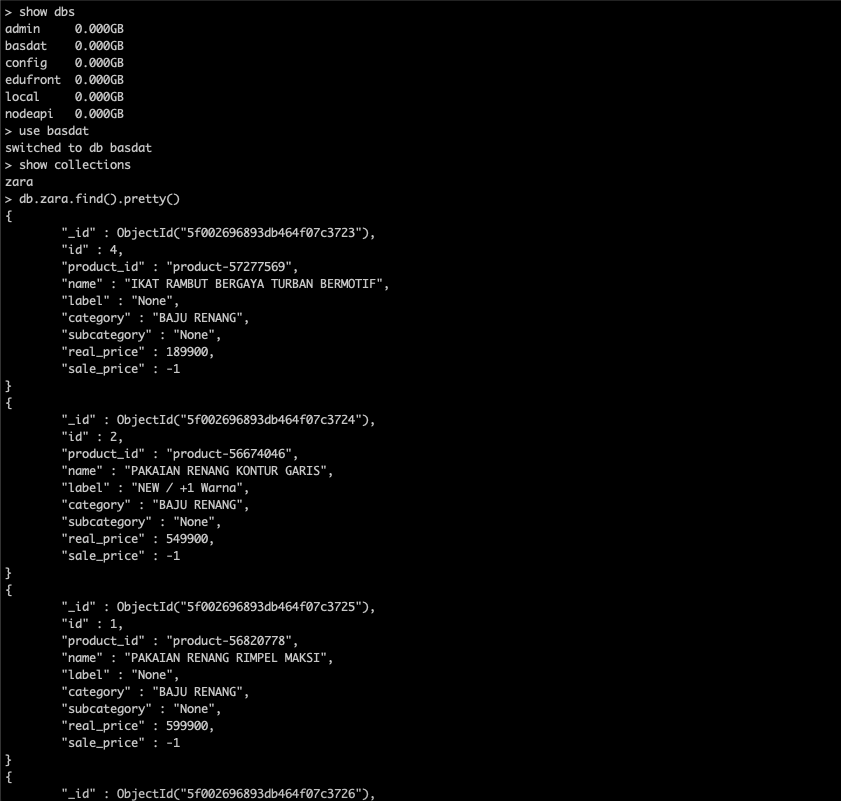 > show dbs
admin     0.000GB
basdat    0.000GB
config    0.000GB
edufront  0.000GB
local     0.000GB
nodeapi   0.000GB
> use basdat
switched to db basdat
> show collections
zara
> db.zara.find().pretty()
{
        "_id" : ObjectId("5f002696893db464f07c3723"),
        "id" : 4,
        "product_id" : "product-57277569",
        "name" : "IKAT RAMBUT BERGAYA TURBAN BERMOTIF",
        "label" : "None",
        "category" : "BAJU RENANG",
        "subcategory" : "None",
        "real_price" : 189900,
        "sale_price" : -1
}
{
        "_id" : ObjectId("5f002696893db464f07c3724"),
        "id" : 2,
        "product_id" : "product-56674046",
        "name" : "PAKAIAN RENANG KONTUR GARIS",
        "label" : "NEW / +1 Warna",
        "category" : "BAJU RENANG",
        "subcategory" : "None",
        "real_price" : 549900,
        "sale_price" : -1
}
{
        "_id" : ObjectId("5f002696893db464f07c3725"),
        "id" : 1,
        "product_id" : "product-56820778",
        "name" : "PAKAIAN RENANG RIMPEL MAKSI",
        "label" : "None",
        "category" : "BAJU RENANG",
        "subcategory" : "None",
        "real_price" : 599900,
        "sale_price" : -1
}
{
        "_id" : ObjectId("5f002696893db464f07c3726"),